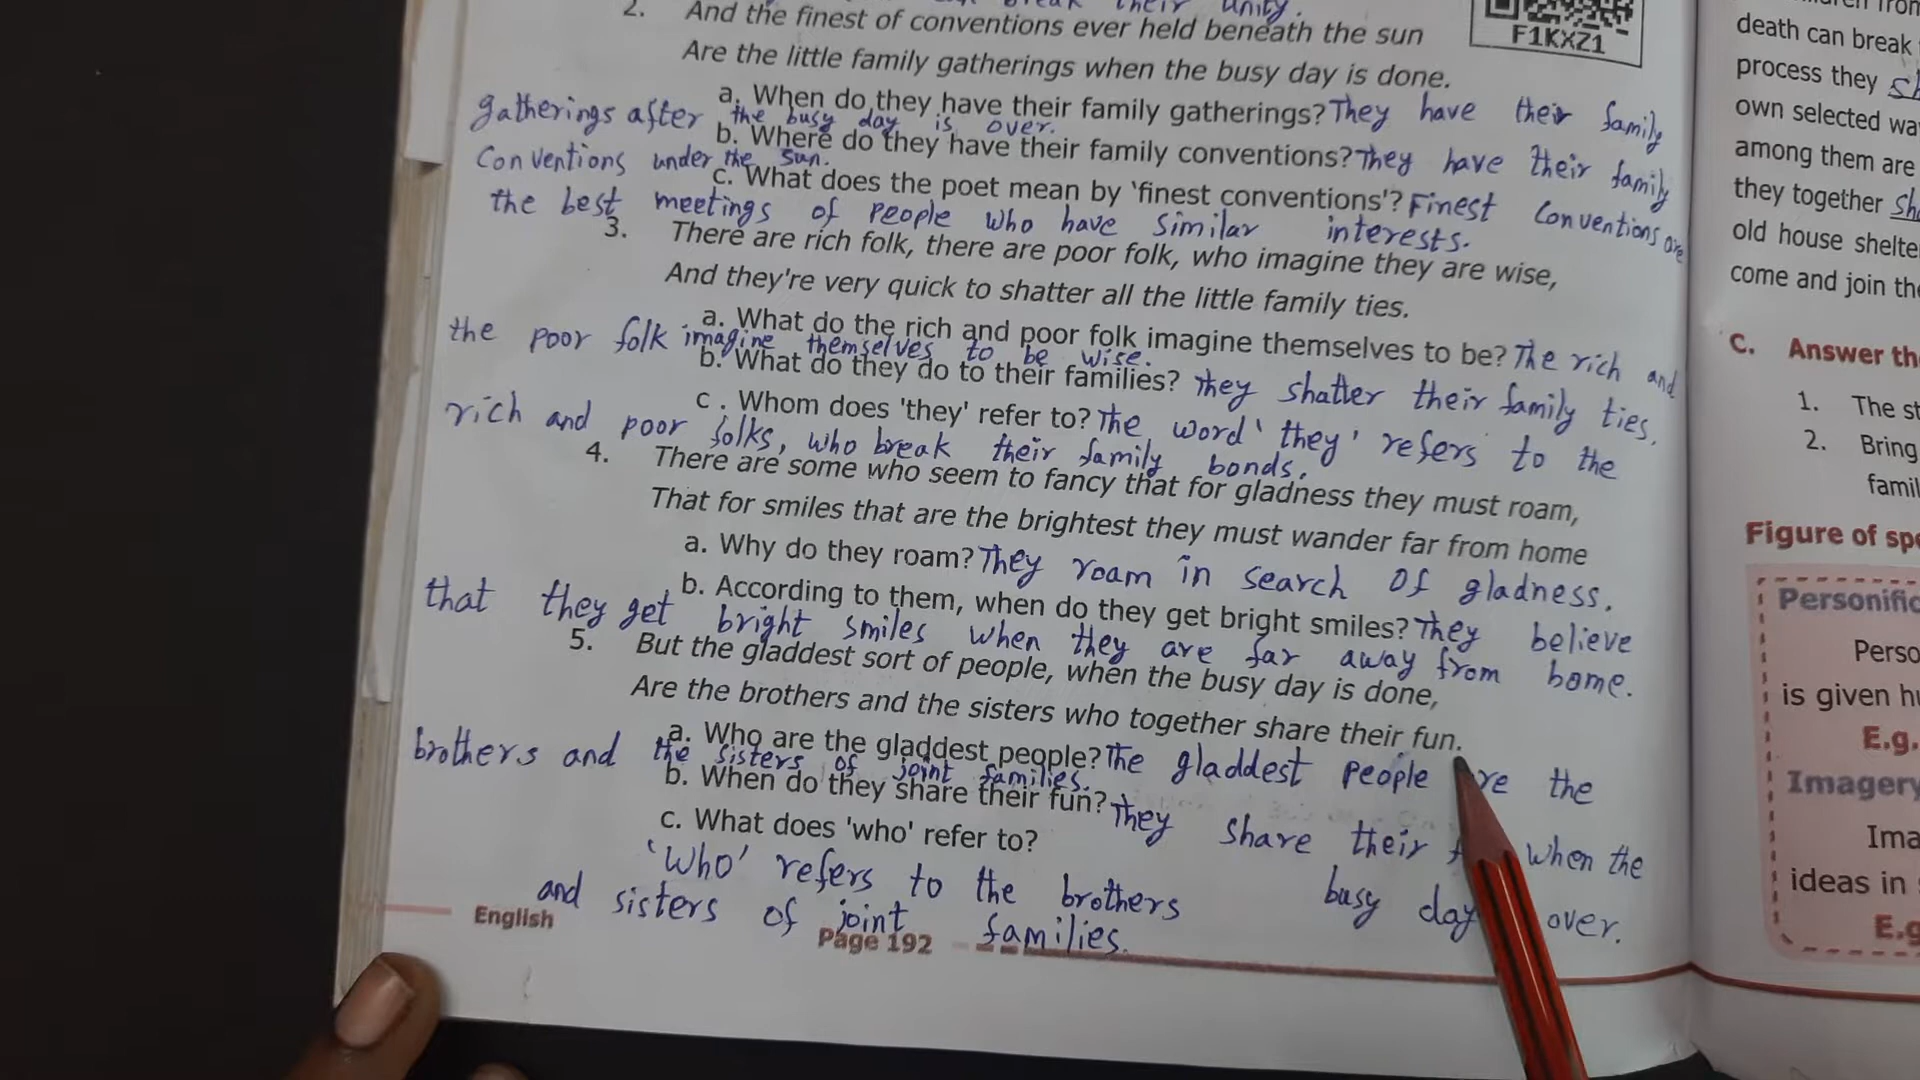 break their unity.
2. And the finest of conventions ever held beneath the sun
Are the little family gatherings when the busy day is done.
F1KXZ1
a. When do they have their family gatherings? They have their family
gatherings after the busy day is over.
b. Where do they have their family conventions? They have their family
conventions under the sun.
c. What does the poet mean by 'finest conventions'? Finest conventions are
the best meetings of people who have similar interests.
3. There are rich folk, there are poor folk, who imagine they are wise,
And they're very quick to shatter all the little family ties.
a. What do the rich and poor folk imagine themselves to be? The rich and
the poor folk imagine themselves to be wise.
b. What do they do to their families? They shatter their family ties.
c . Whom does 'they' refer to? The word 'they' refers to the
rich and poor folks, who break their family bonds.
4. There are some who seem to fancy that for gladness they must roam,
That for smiles that are the brightest they must wander far from home
a. Why do they roam? They roam in search of gladness.
b. According to them, when do they get bright smiles? They believe
that they get bright smiles when they are far away from home.
5. But the gladdest sort of people, when the busy day is done,
Are the brothers and the sisters who together share their fun.
a. Who are the gladdest people? The gladdest people are the
brothers and the sisters of joint families.
b. When do they share their fun? They share their when the
busy day over.
c. What does 'who' refer to?
'Who' refers to the brothers
and sisters of joint families.
English
Page 192
death can break
process they
own selected
among them are
they together
old house
come and join
C. Answer
1. The
2. Bring
Figure of
is given
E.g.
Imagery
ideas in
E.g